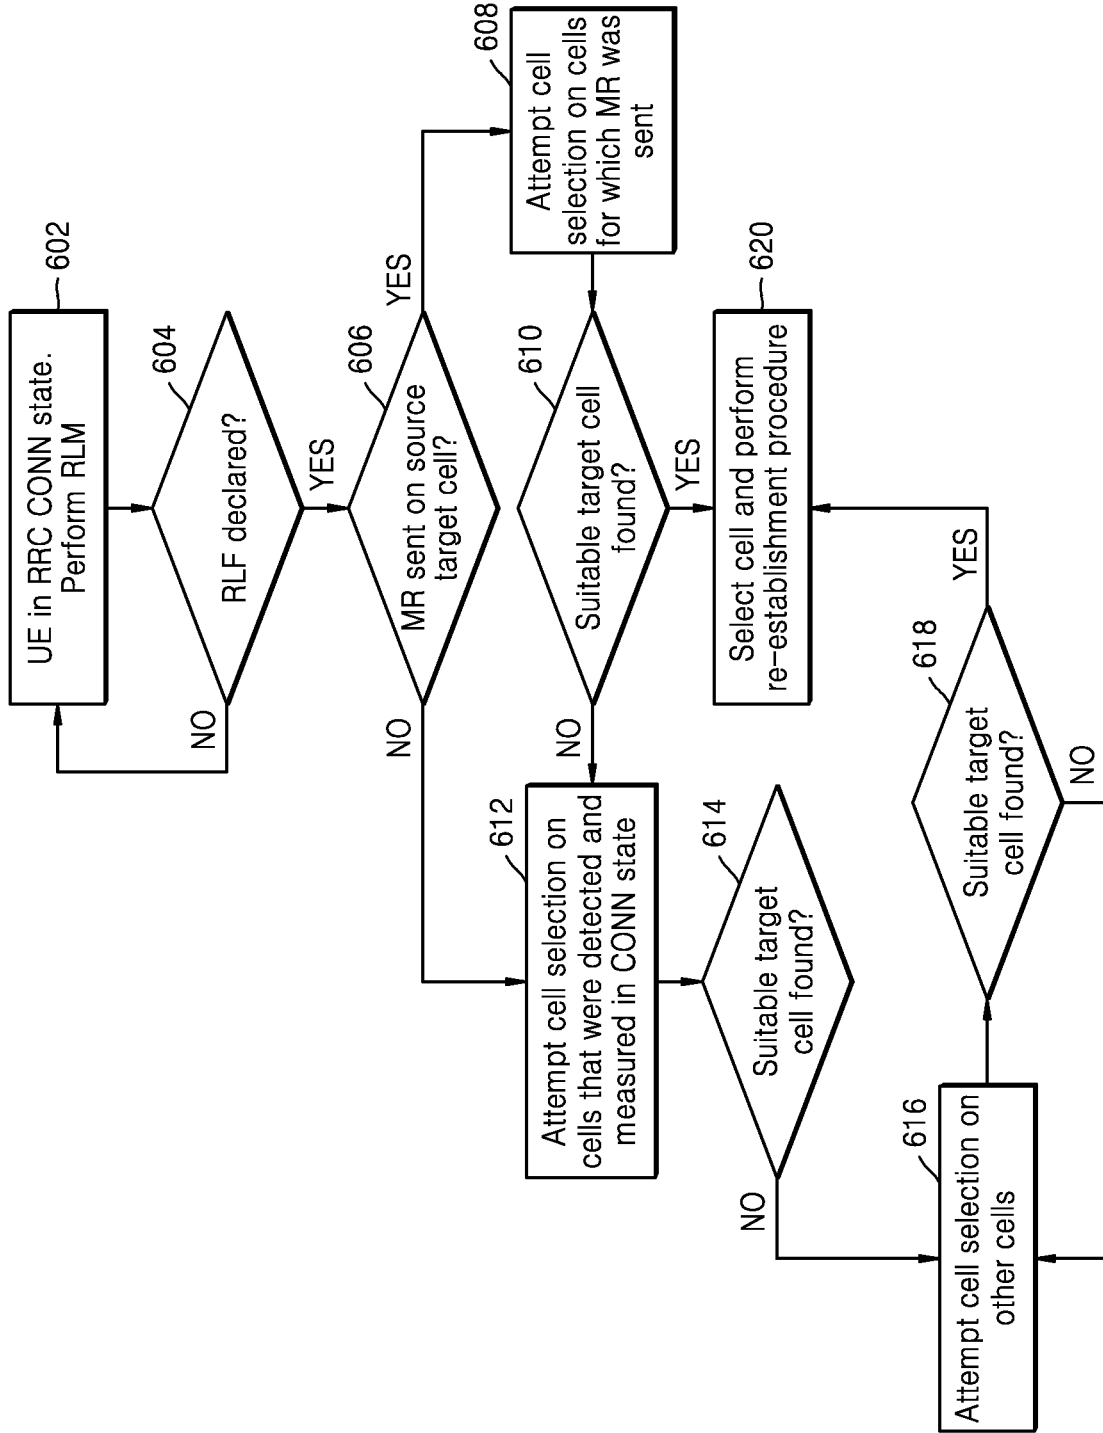 602
UE in RRC CONN state.
Perform RLM
604
RLF declared?
NO
YES
606
MR sent on source
target cell?
NO
YES
608
Attempt cell
selection on cells
for which MR was
sent
610
Suitable target cell
found?
NO
YES
612
Attempt cell selection on
cells that were detected and
measured in CONN state
620
Select cell and perform
re-establishment procedure
614
Suitable target
cell found?
NO
616
Attempt cell selection on
other cells
618
Suitable target
cell found?
YES
NO